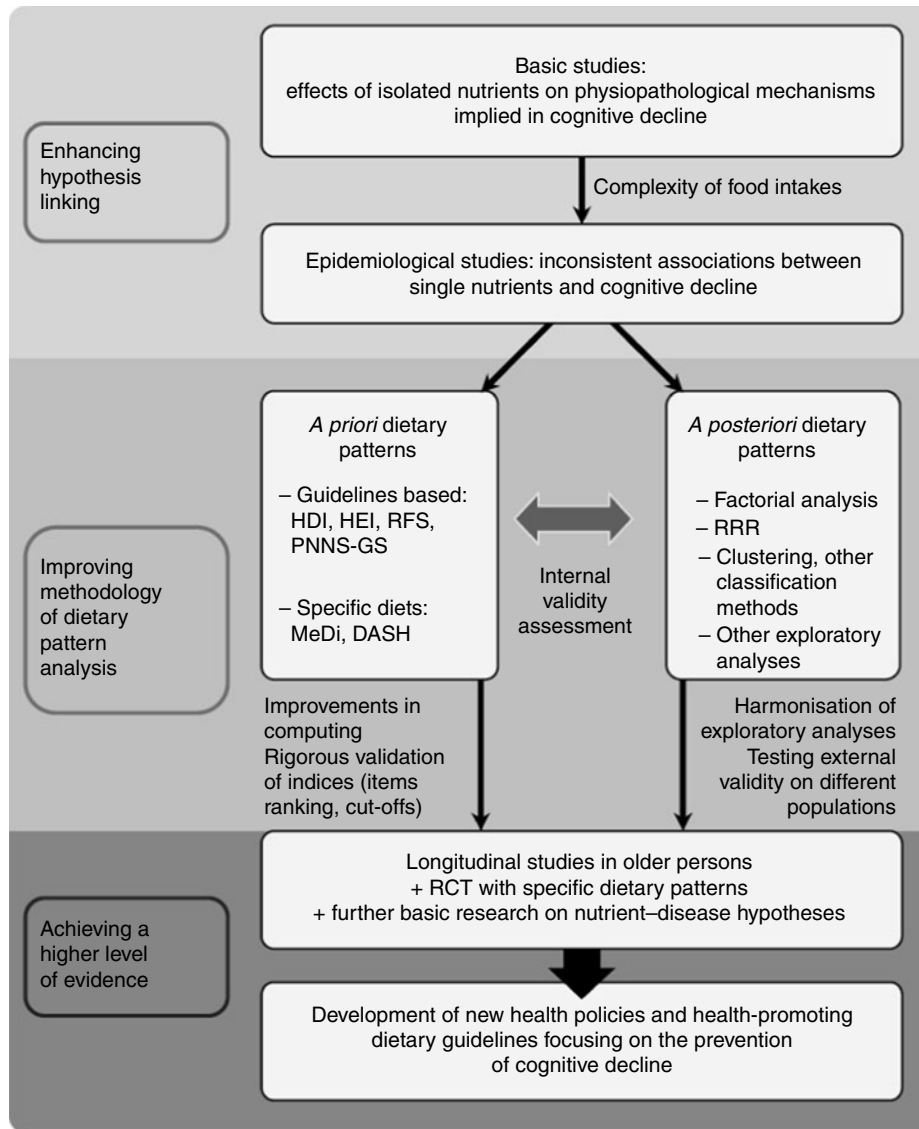 Basic studies:
effects of isolated nutrients on physiopathological mechanisms
implied in cognitive decline
Enhancing
hypothesis
linking
Complexity of food intakes
Epidemiological studies: inconsistent associations between
single nutrients and cognitive decline
Improving
methodology
of dietary
pattern
analysis
A priori dietary
patterns
– Guidelines based:
HDI, HEI, RFS,
PNNS-GS
– Specific diets:
MeDi, DASH
Internal
validity
assessment
A posteriori dietary
patterns
– Factorial analysis
– RRR
– Clustering, other
classification
methods
– Other exploratory
analyses
Improvements in
computing
Rigorous validation
of indices (items
ranking, cut-offs)
Harmonisation of
exploratory analyses
Testing external
validity on different
populations
Achieving a
higher level
of evidence
Longitudinal studies in older persons
+ RCT with specific dietary patterns
+ further basic research on nutrient–disease hypotheses
Development of new health policies and health-promoting
dietary guidelines focusing on the prevention
of cognitive decline